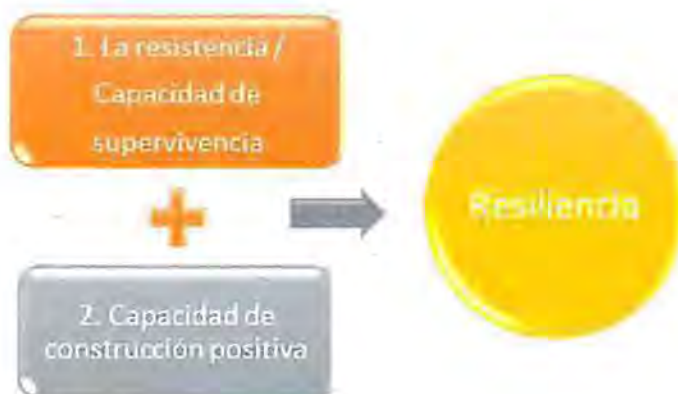 1. La resistencia /
Capacidad de
supervivencia
+
2. Capacidad de
construcción positiva
Resiliencia